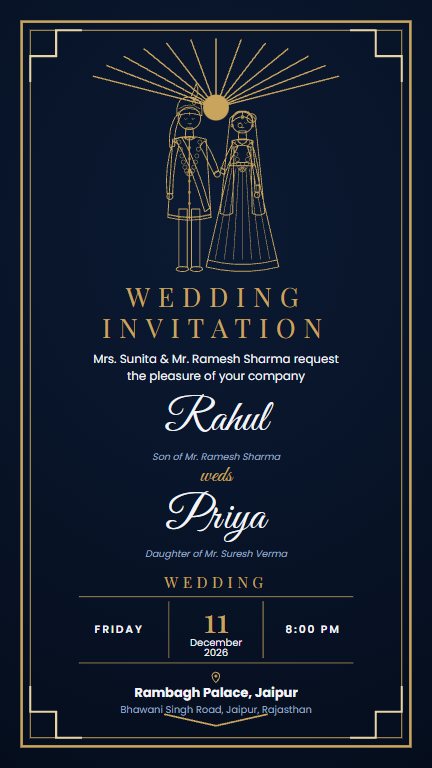 WEDDING
INVITATION
Mrs. Sunita & Mr. Ramesh Sharma request
the pleasure of your company
Rahul
Son of Mr. Ramesh Sharma
weds
Priya
Daughter of Mr. Suresh Verma
WEDDING
FRIDAY
11
December
2026
8:00 PM
Rambagh Palace, Jaipur
Bhawani Singh Road, Jaipur, Rajasthan